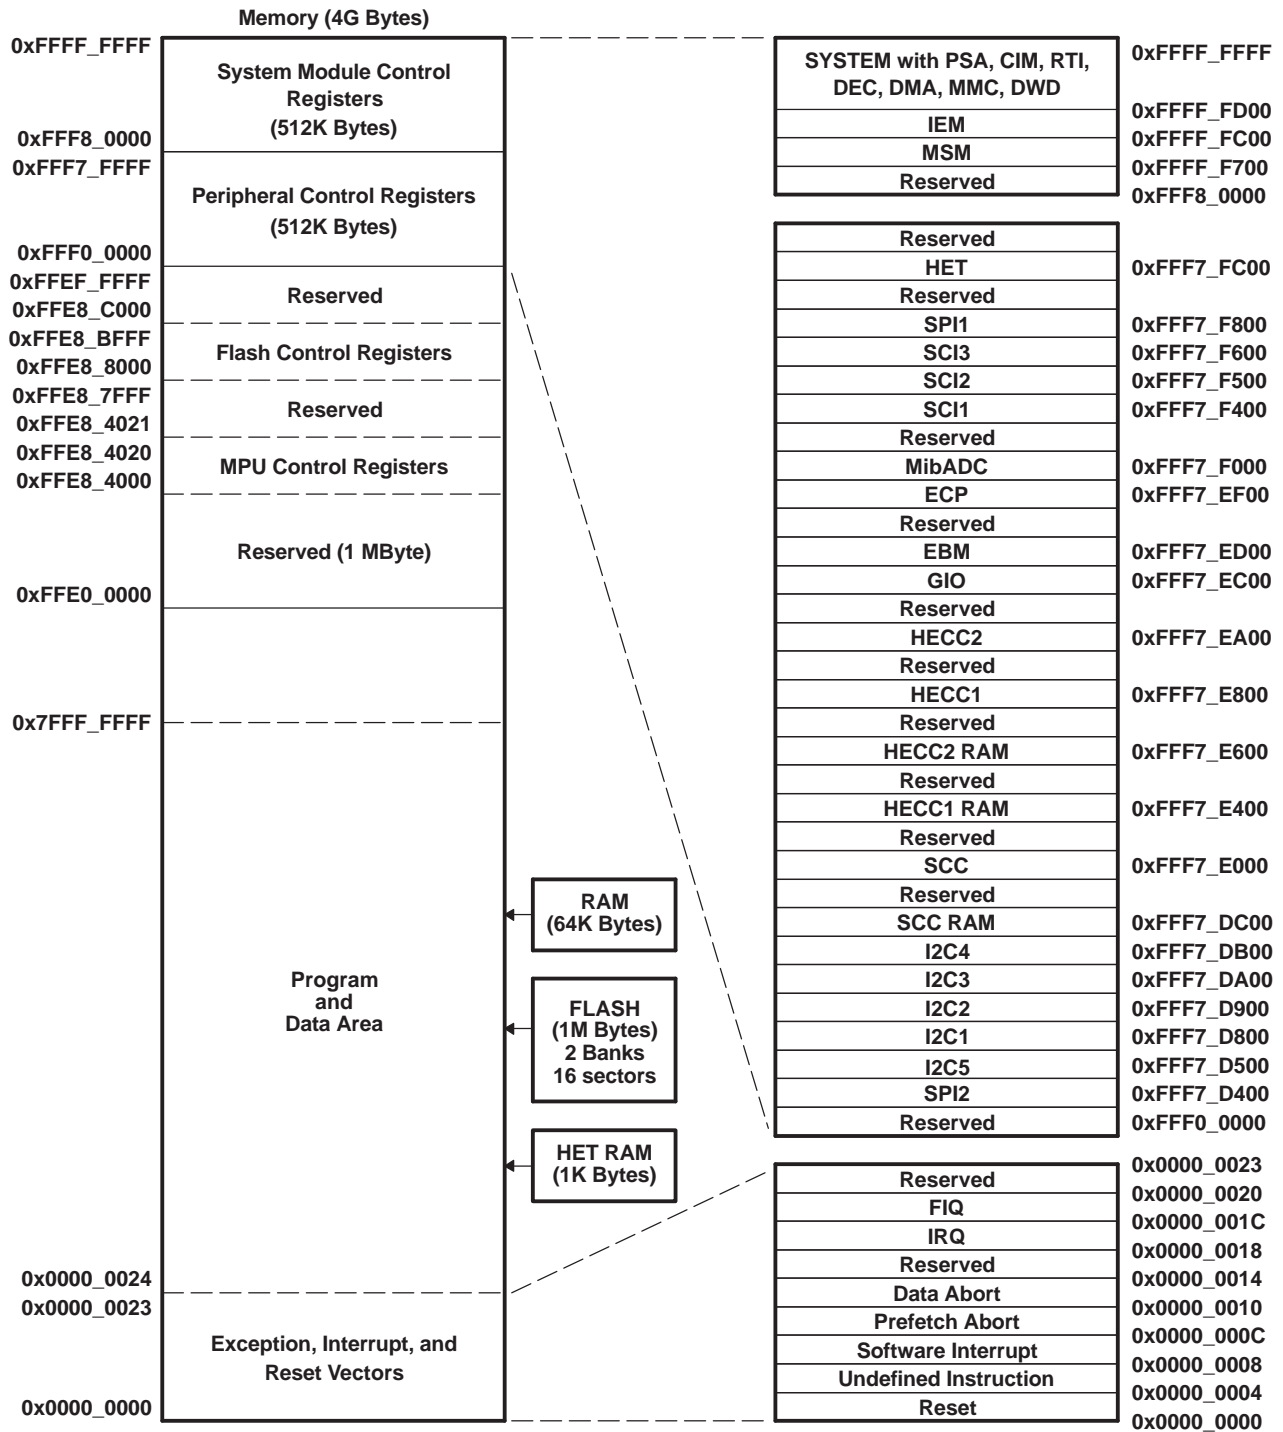 Memory (4G Bytes)
0xFFFF_FFFF
System Module Control
Registers
(512K Bytes)
0xFFF8_0000
0xFFF7_FFFF
Peripheral Control Registers
(512K Bytes)
0xFFF0_0000
0xFFEF_FFFF
Reserved
0xFFE8_C000
0xFFE8_BFFF
Flash Control Registers
0xFFE8_8000
0xFFE8_7FFF
Reserved
0xFFE8_4021
0xFFE8_4020
MPU Control Registers
0xFFE8_4000
Reserved (1 MByte)
0xFFE0_0000
0x7FFF_FFFF
Program
and
Data Area
0x0000_0024
0x0000_0023
Exception, Interrupt, and
Reset Vectors
0x0000_0000
RAM
(64K Bytes)
FLASH
(1M Bytes)
2 Banks
16 sectors
HET RAM
(1K Bytes)
SYSTEM with PSA, CIM, RTI,
DEC, DMA, MMC, DWD
0xFFFF_FFFF
0xFFFF_FD00
IEM
0xFFFF_FC00
MSM
0xFFFF_F700
Reserved
0xFFF8_0000
Reserved
HET 0xFFF7_FC00
Reserved
SPI1 0xFFF7_F800
SCI3 0xFFF7_F600
SCI2 0xFFF7_F500
SCI1 0xFFF7_F400
Reserved
MibADC 0xFFF7_F000
ECP 0xFFF7_EF00
Reserved
EBM 0xFFF7_ED00
GIO 0xFFF7_EC00
Reserved
HECC2 0xFFF7_EA00
Reserved
HECC1 0xFFF7_E800
Reserved
HECC2 RAM 0xFFF7_E600
Reserved
HECC1 RAM 0xFFF7_E400
Reserved
SCC 0xFFF7_E000
Reserved
SCC RAM 0xFFF7_DC00
I2C4 0xFFF7_DB00
I2C3 0xFFF7_DA00
I2C2 0xFFF7_D900
I2C1 0xFFF7_D800
I2C5 0xFFF7_D500
SPI2 0xFFF7_D400
Reserved 0xFFF0_0000
0x0000_0023
Reserved
0x0000_0020
FIQ
0x0000_001C
IRQ
0x0000_0018
Reserved
0x0000_0014
Data Abort
0x0000_0010
Prefetch Abort
0x0000_000C
Software Interrupt
0x0000_0008
Undefined Instruction
0x0000_0004
Reset
0x0000_0000